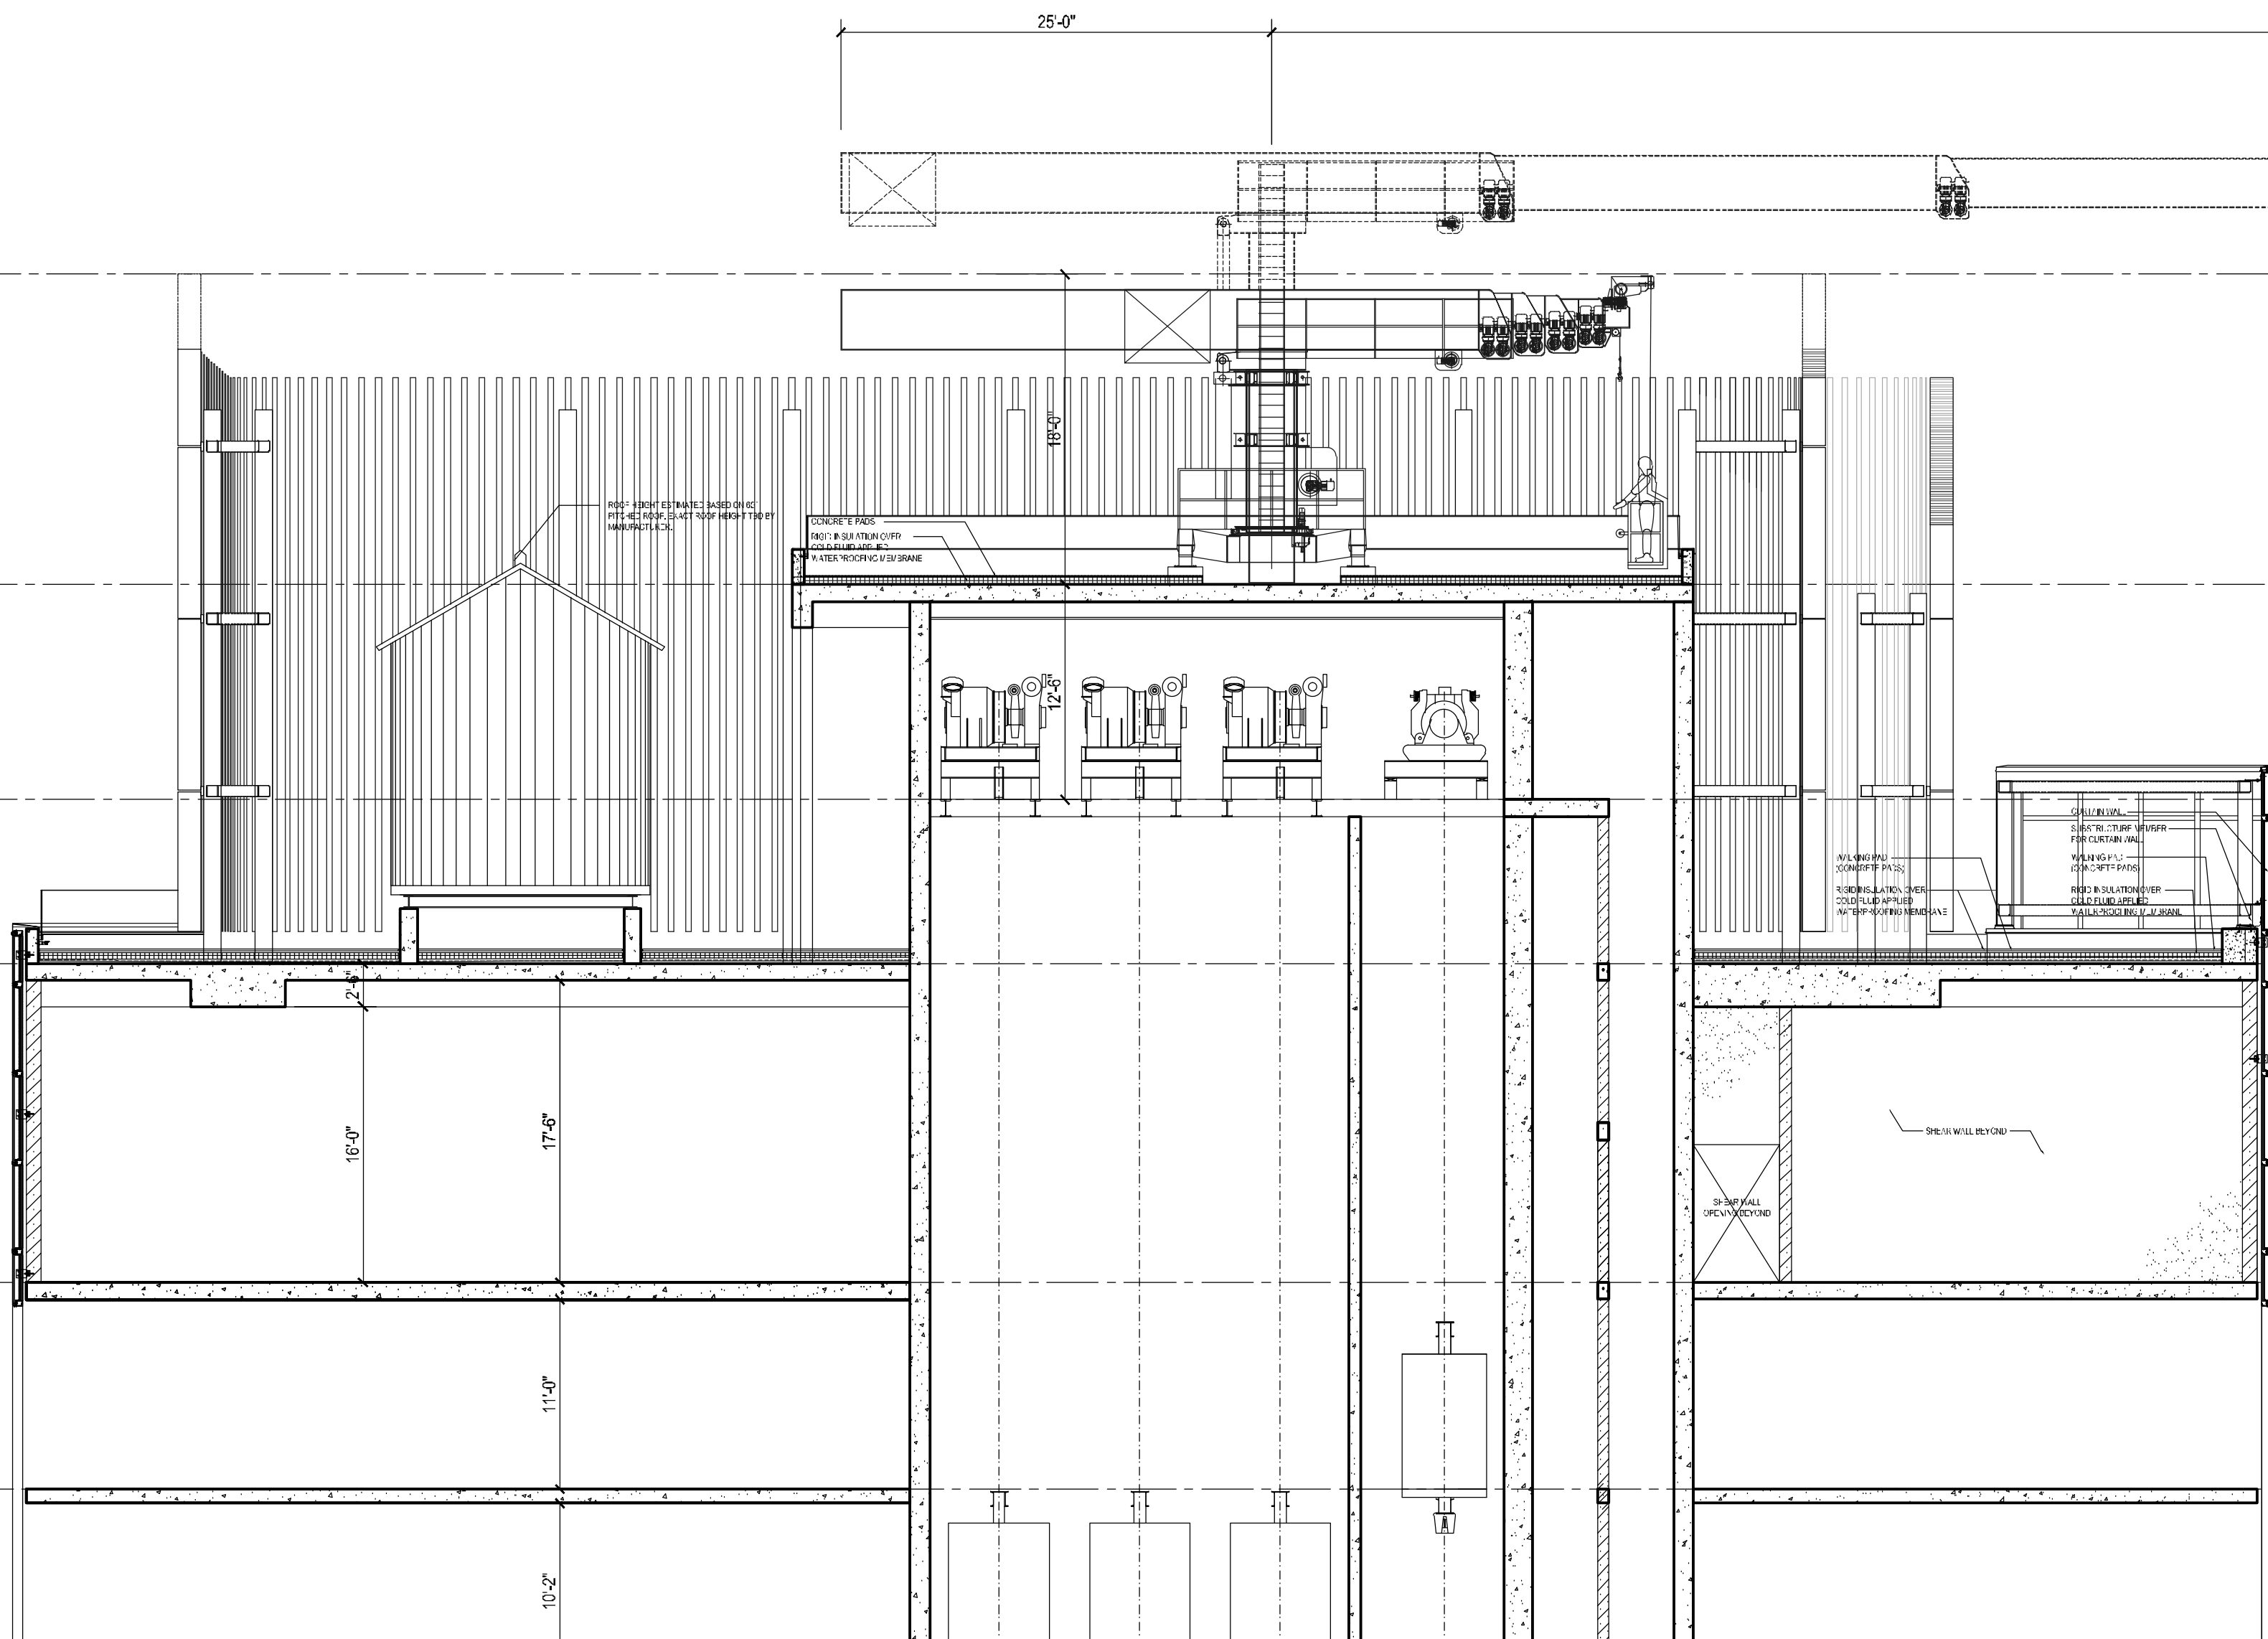 25'-0"
18'-0"
ROOF HEIGHT ESTIMATED BASED ON 60°
PITCHED ROOF, EXACT ROOF HEIGHT TBD BY
MANUFACTURER.
CONCRETE PADS
RIGID INSULATION OVER
COLD FLUID APPLIED
WATERPROOFING MEMBRANE
12'-6"
CURTAIN WALL
SUBSTRUCTURE MEMBER
FOR CURTAIN WALL
WALKING PAD
(CONCRETE PADS)
WALKING PAD
(CONCRETE PADS)
RIGID INSULATION OVER
COLD FLUID APPLIED
WATERPROOFING MEMBRANE
RIGID INSULATION OVER
COLD FLUID APPLIED
WATERPROOFING MEMBRANE
2'-6"
16'-0"
17'-6"
SHEAR WALL BEYOND
SHEAR WALL
OPENING BEYOND
11'-0"
10'-2"